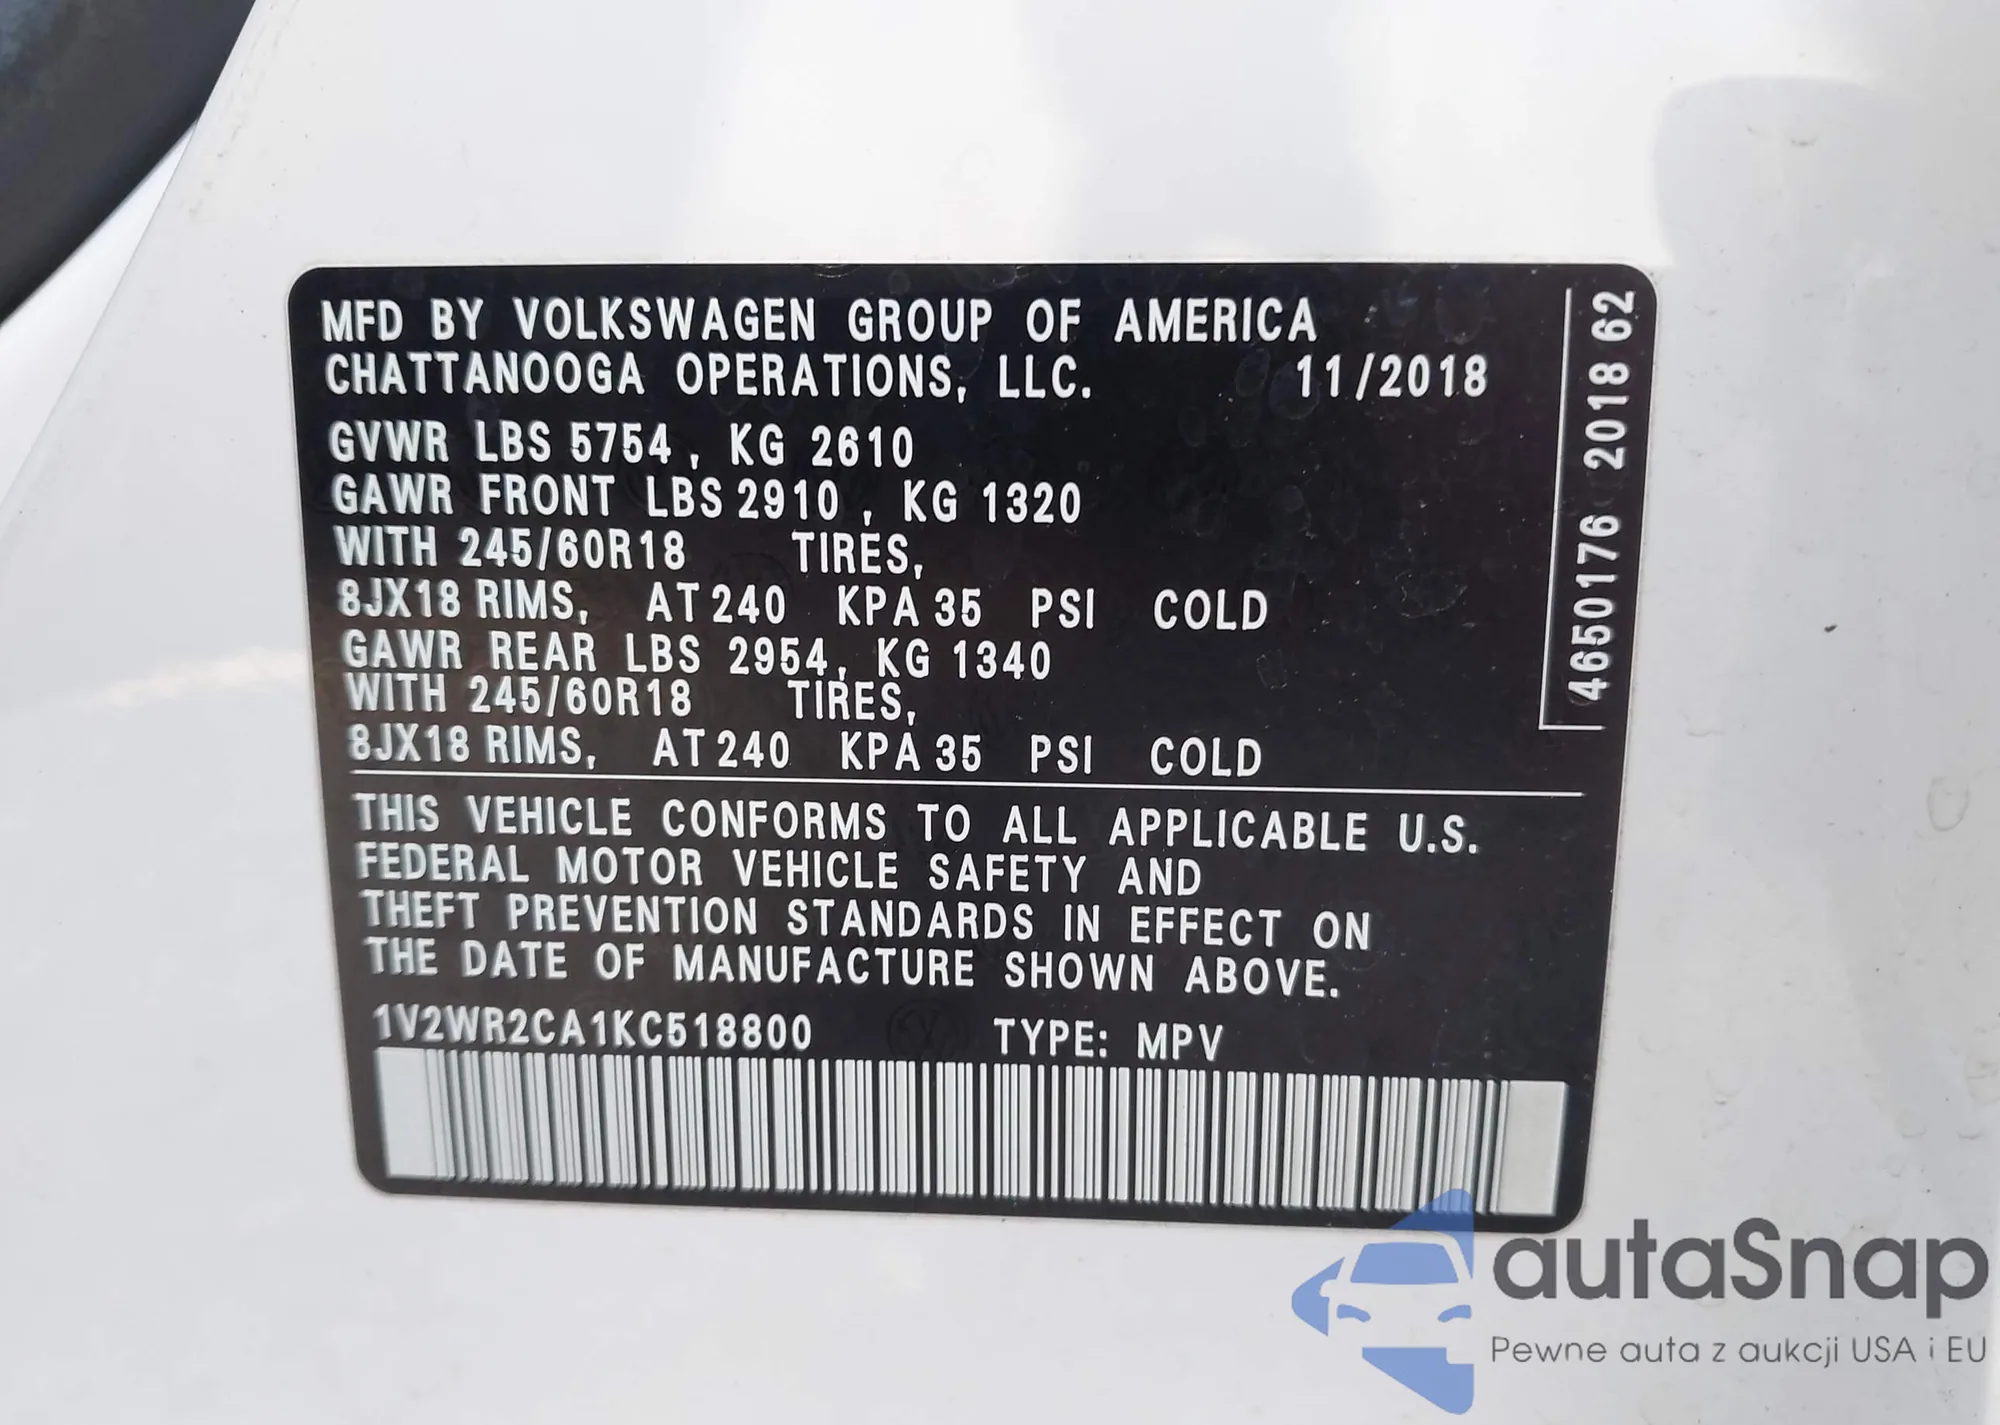 MFD BY VOLKSWAGEN GROUP OF AMERICA
CHATTANOOGA OPERATIONS, LLC. 11/2018
GVWR LBS 5754, KG 2610
GAWR FRONT LBS 2910, KG 1320
WITH 245/60R18 TIRES,
8JX18 RIMS, AT 240 KPA 35 PSI COLD
GAWR REAR LBS 2954, KG 1340
WITH 245/60R18 TIRES,
8JX18 RIMS, AT 240 KPA 35 PSI COLD
THIS VEHICLE CONFORMS TO ALL APPLICABLE U.S.
FEDERAL MOTOR VEHICLE SAFETY AND
THEFT PREVENTION STANDARDS IN EFFECT ON
THE DATE OF MANUFACTURE SHOWN ABOVE.
1V2WR2CA1KC518800 TYPE: MPV
4650176 2018 62
autaSnap
Pewne auta z aukcji USA i EU